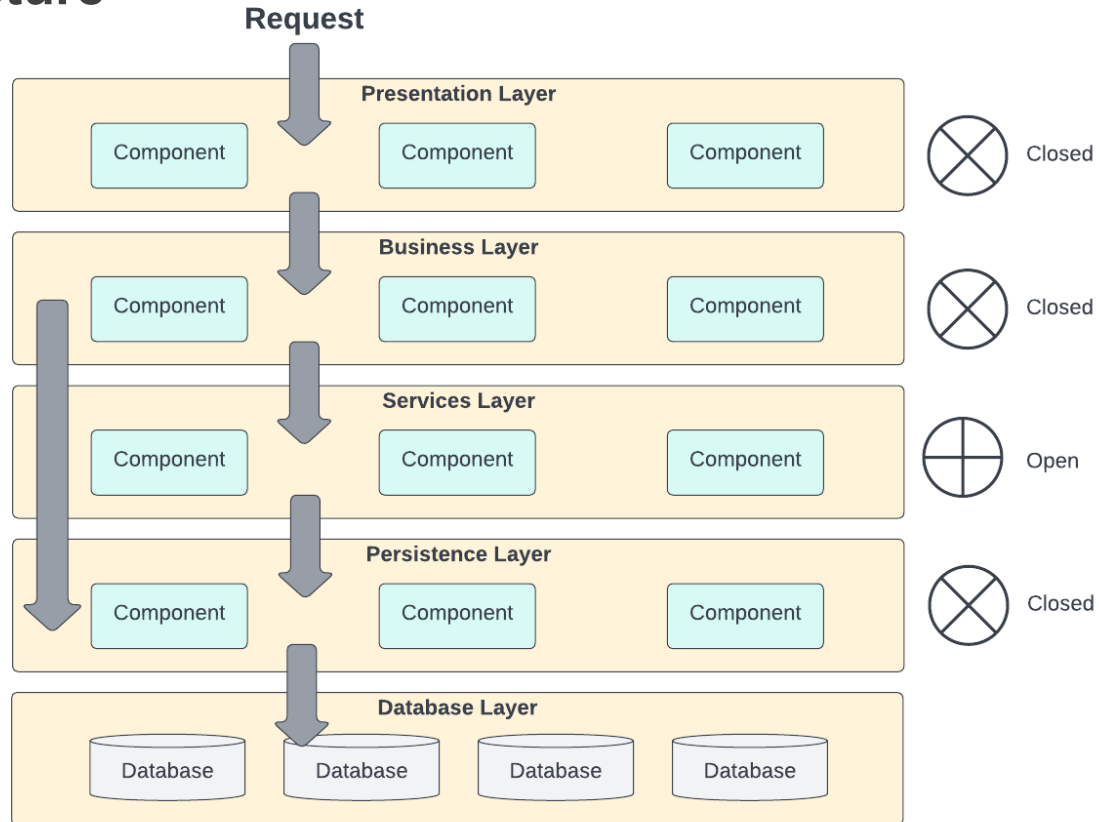 Request
Presentation Layer
Component Component Component
Closed
Business Layer
Component Component Component
Closed
Services Layer
Component Component Component
Open
Persistence Layer
Component Component Component
Closed
Database Layer
Database Database Database Database